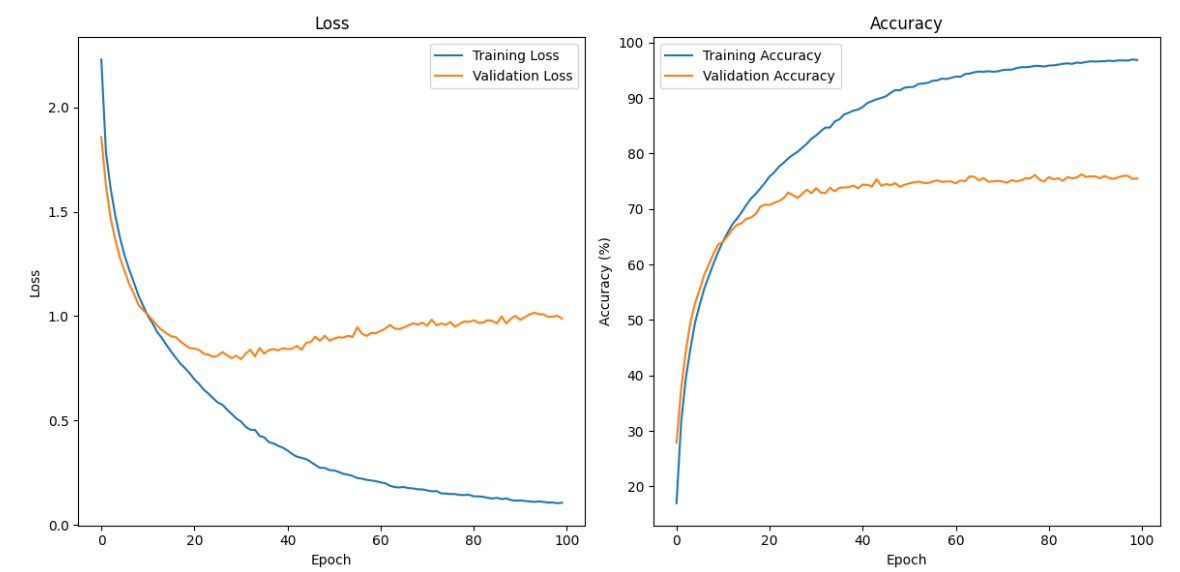 Loss
Training Loss
Validation Loss
2.0
1.5
1.0
0.5
0.0
Loss
0 20 40 60 80 100
Epoch
Accuracy
Training Accuracy
Validation Accuracy
100
90
80
70
60
50
40
30
20
Accuracy (%)
0 20 40 60 80 100
Epoch